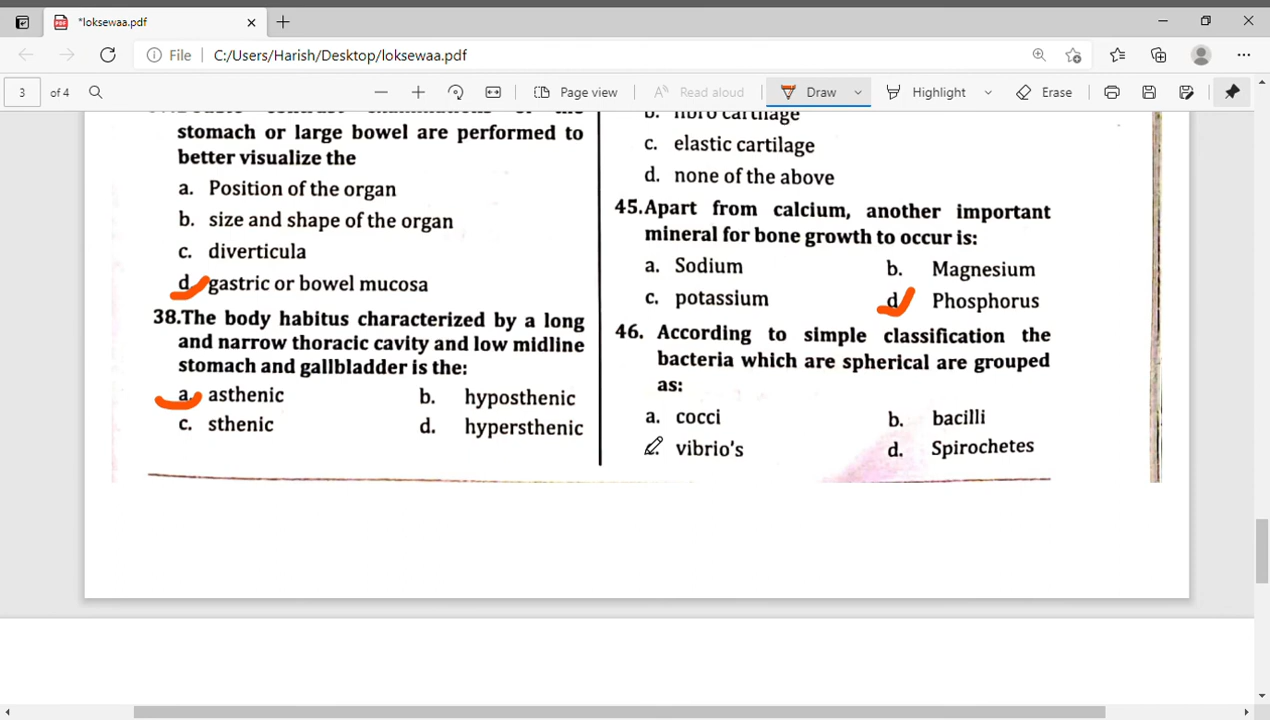 *loksewaa.pdf
File
C:/Users/Harish/Desktop/loksewaa.pdf
3 of 4
Page view
Read aloud
Draw
Highlight
Erase
stomach or large bowel are performed to
better visualize the
a. Position of the organ
b. size and shape of the organ
c. diverticula
d. gastric or bowel mucosa
38.The body habitus characterized by a long
and narrow thoracic cavity and low midline
stomach and gallbladder is the:
a. asthenic b. hyposthenic
c. sthenic d. hypersthenic
b. fibro cartilage
c. elastic cartilage
d. none of the above
45.Apart from calcium, another important
mineral for bone growth to occur is:
a. Sodium b. Magnesium
c. potassium d. Phosphorus
46. According to simple classification the
bacteria which are spherical are grouped
as:
a. cocci b. bacilli
vibrio's d. Spirochetes